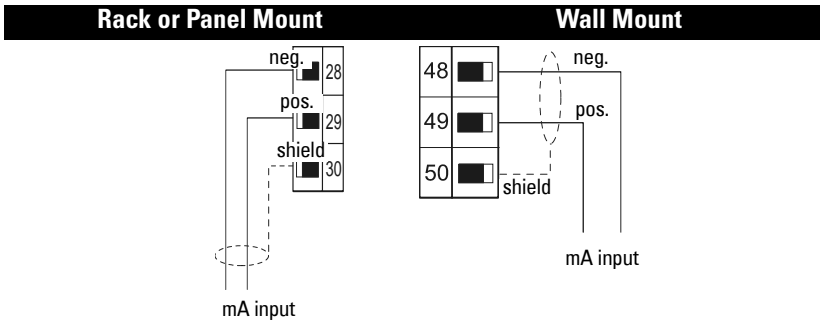 Rack or Panel Mount
neg.
28
pos.
29
shield
30
mA input
Wall Mount
48
neg.
49
pos.
50
shield
mA input